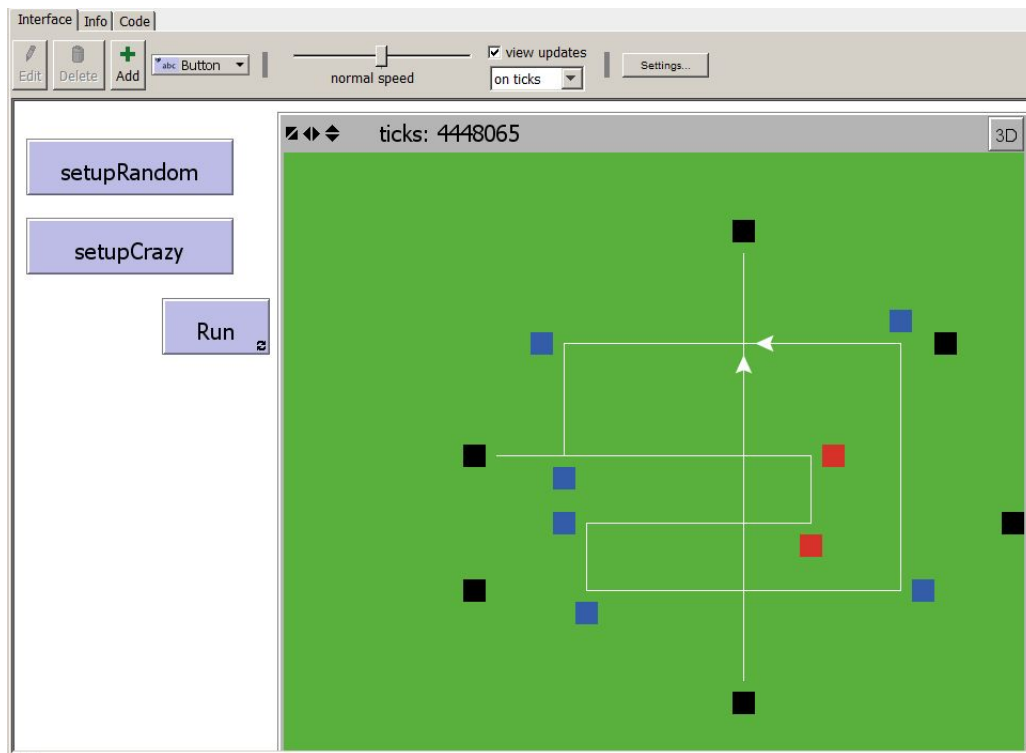 Interface Info Code
Edit Delete Add abc Button normal speed view updates on ticks Settings...
ticks: 4448065 3D
setupRandom
setupCrazy
Run